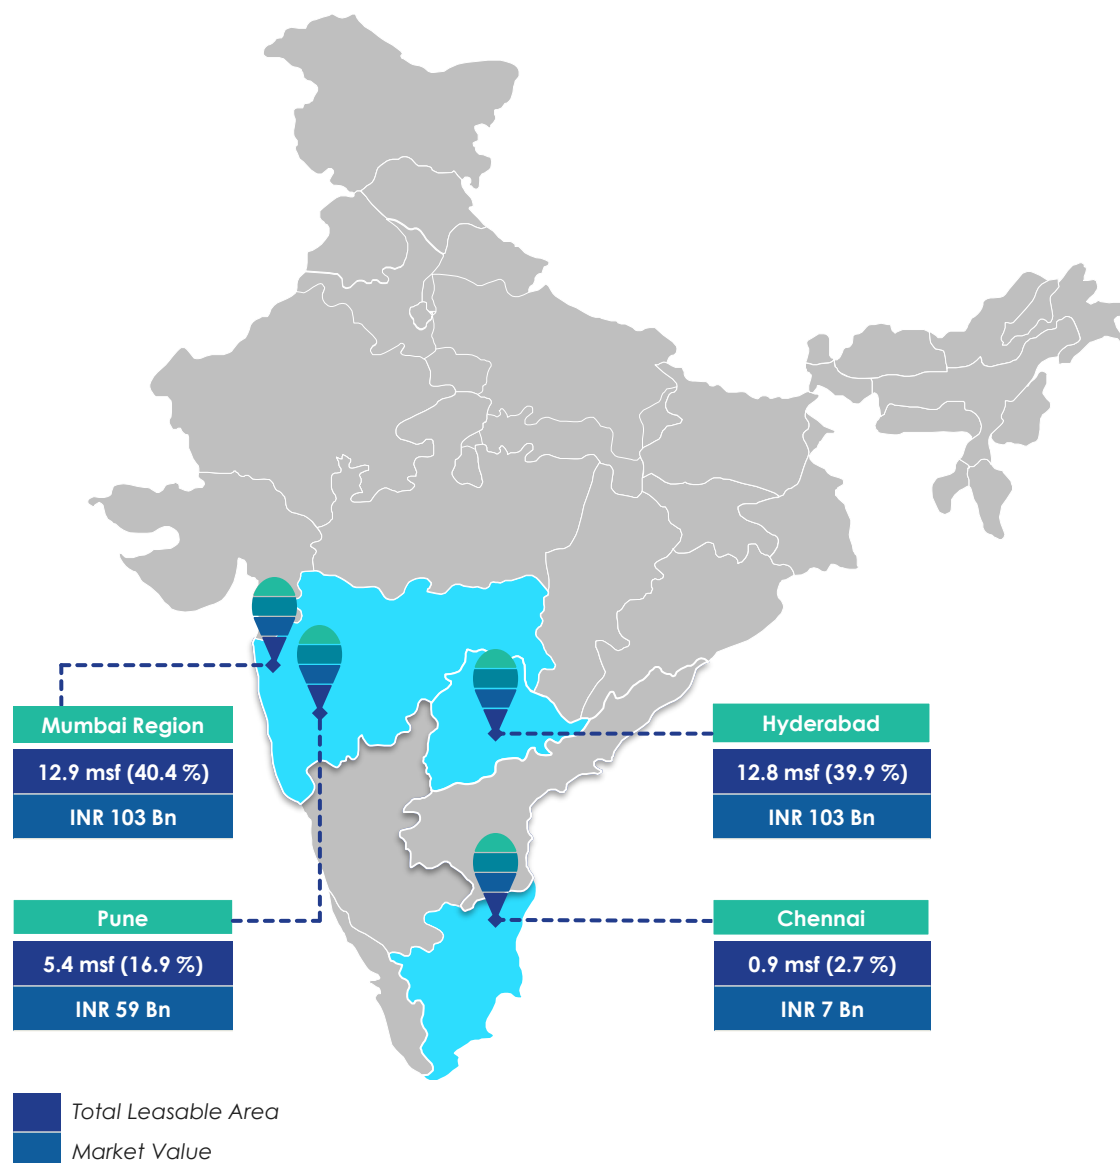 Mumbai Region
12.9 msf (40.4 %)
INR 103 Bn
Hyderabad
12.8 msf (39.9 %)
INR 103 Bn
Pune
5.4 msf (16.9 %)
INR 59 Bn
Chennai
0.9 msf (2.7 %)
INR 7 Bn
Total Leasable Area
Market Value